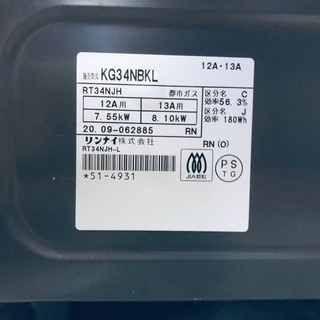 販売型式 KG34NBKL 12A・13A
RT34NJH 都市ガス 区分名 C
12A用 13A用 効率56.3%
7.55kW 8.10kW 区分名 J
20.09-062885 RN 効率 180Wh
リンナイ株式会社 RN(O)
RT34NJH-L
*51-4931 JIA認証 PS
TG